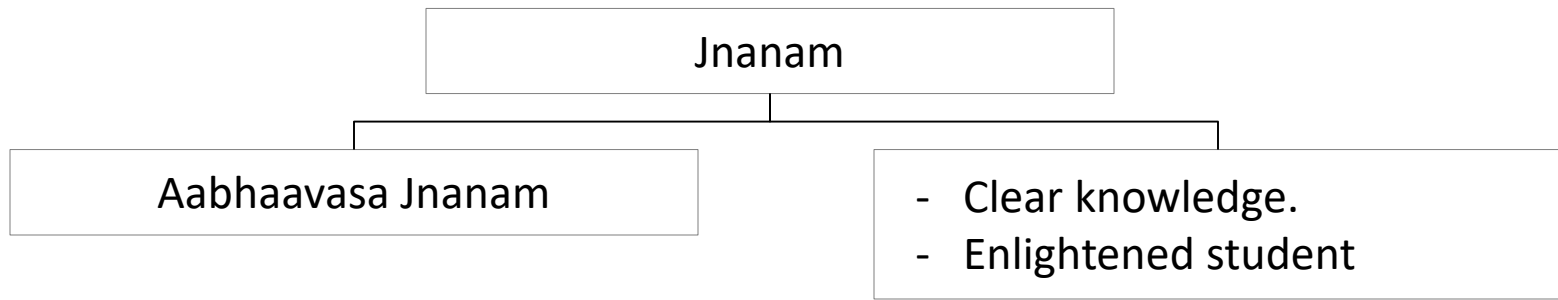 Jnanam
Aabhaavasa Jnanam
- Clear knowledge.
- Enlightened student